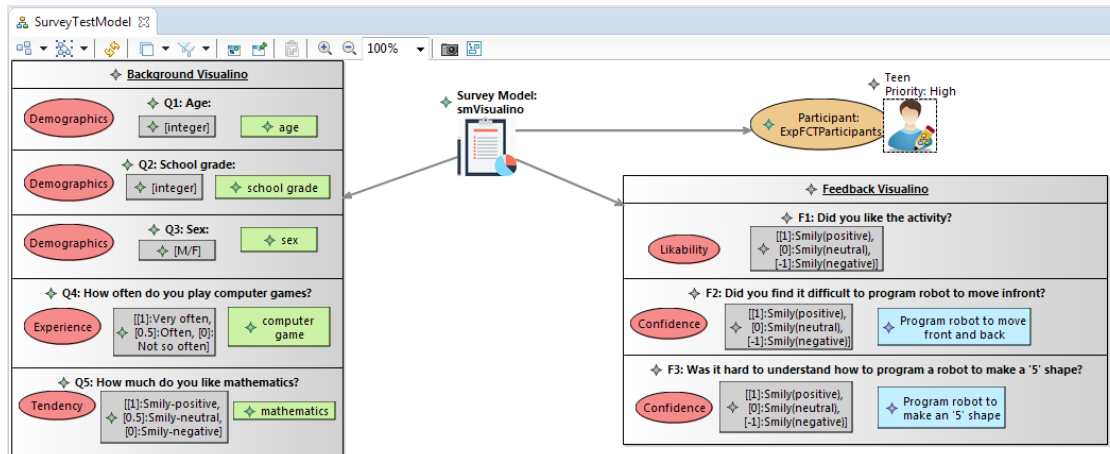 SurveyTestModel
100%
Background Visualino
Demographics
Q1: Age:
[integer]
age
Demographics
Q2: School grade:
[integer]
school grade
Demographics
Q3: Sex:
[M/F]
sex
Q4: How often do you play computer games?
Experience
[[1]:Very often,
[0.5]:Often, [0]:
Not so often]
computer
game
Q5: How much do you like mathematics?
Tendency
[[1]:Smily-positive,
[0.5]:Smily-neutral,
[0]:Smily-negative]
mathematics
Survey Model:
smVisualino
Teen
Priority: High
Participant:
ExpFCTParticipants
Feedback Visualino
F1: Did you like the activity?
Likability
[[1]:Smily(positive),
[0]:Smily(neutral),
[-1]:Smily(negative)]
F2: Did you find it difficult to program robot to move infront?
Confidence
[[1]:Smily(positive),
[0]:Smily(neutral),
[-1]:Smily(negative)]
Program robot to move
front and back
F3: Was it hard to understand how to program a robot to make a '5' shape?
Confidence
[[1]:Smily(positive),
[0]:Smily(neutral),
[-1]:Smily(negative)]
Program robot to
make an '5' shape